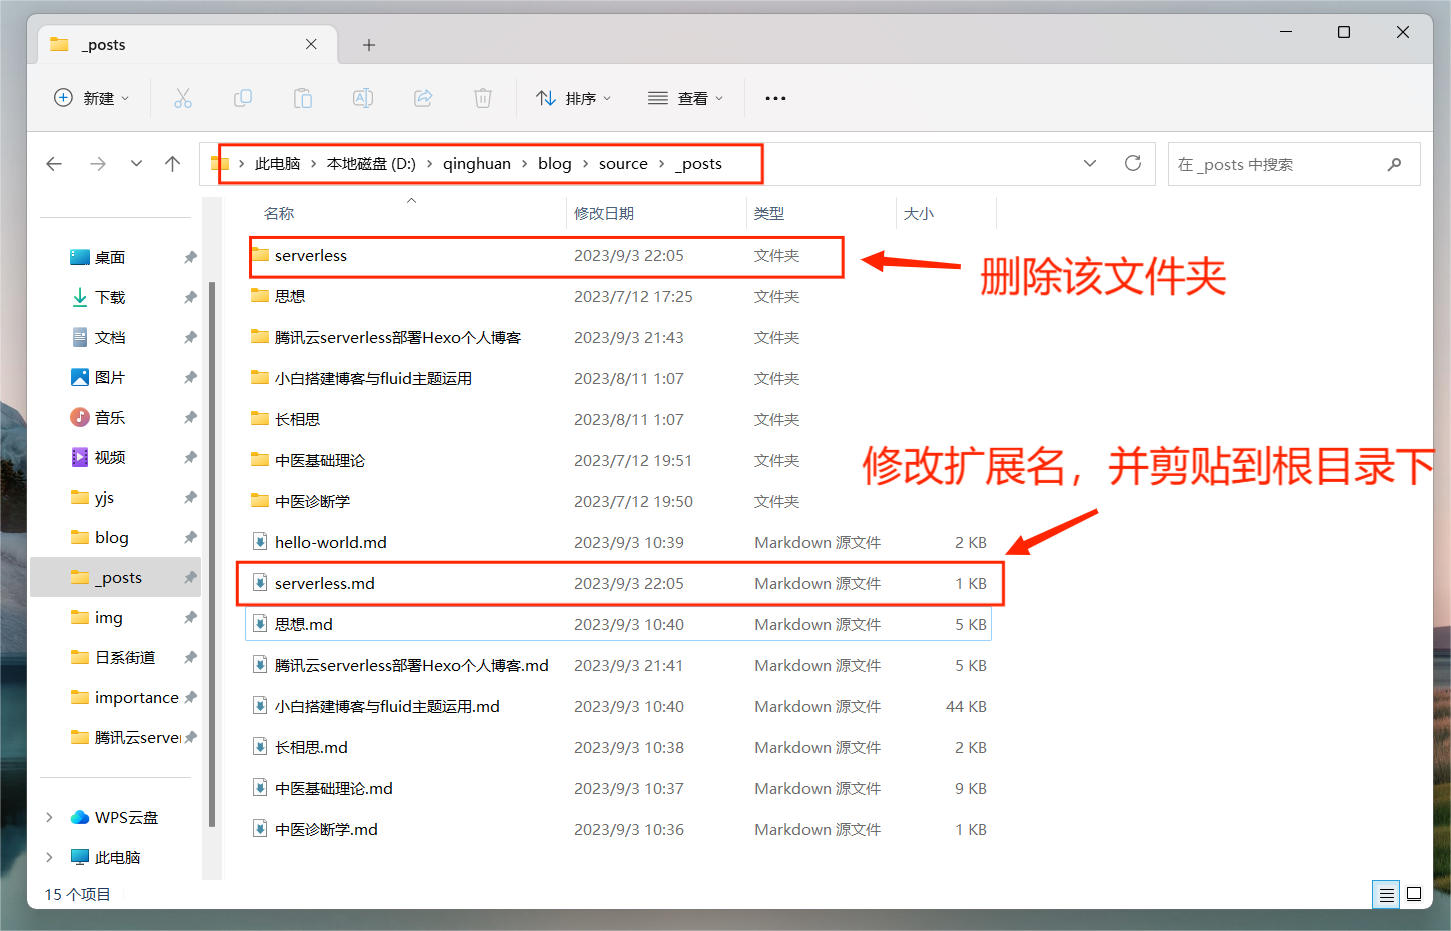 _posts
新建
排序
查看
此电脑 本地磁盘 (D:) qinghuan blog source _posts
在 _posts 中搜索
名称 修改日期 类型 大小
桌面
下载
文档
图片
音乐
视频
yjs
blog
_posts
img
日系街道
importance
腾讯云server
WPS云盘
此电脑
serverless 2023/9/3 22:05 文件夹
删除该文件夹
思想 2023/7/12 17:25 文件夹
腾讯云serverless部署Hexo个人博客 2023/9/3 21:43 文件夹
小白搭建博客与fluid主题运用 2023/8/11 1:07 文件夹
长相思 2023/8/11 1:07 文件夹
中医基础理论 2023/7/12 19:51 文件夹
修改扩展名，并剪贴到根目录下
中医诊断学 2023/7/12 19:50 文件夹
hello-world.md 2023/9/3 10:39 Markdown 源文件 2 KB
serverless.md 2023/9/3 22:05 Markdown 源文件 1 KB
思想.md 2023/9/3 10:40 Markdown 源文件 5 KB
腾讯云serverless部署Hexo个人博客.md 2023/9/3 21:41 Markdown 源文件 5 KB
小白搭建博客与fluid主题运用.md 2023/9/3 10:40 Markdown 源文件 44 KB
长相思.md 2023/9/3 10:38 Markdown 源文件 2 KB
中医基础理论.md 2023/9/3 10:37 Markdown 源文件 9 KB
中医诊断学.md 2023/9/3 10:36 Markdown 源文件 1 KB
15 个项目